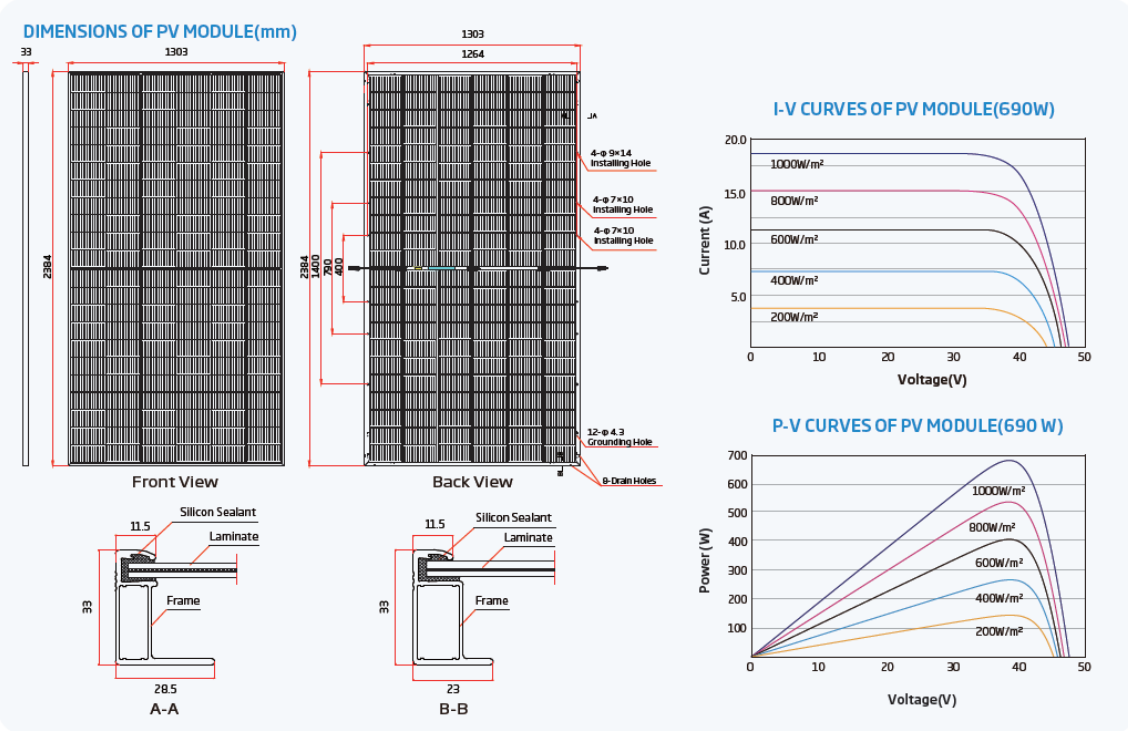 DIMENSIONS OF PV MODULE(mm)
33
1303
2384
Front View
1303
1264
2384
1400
790
400
4-φ 9×14
Installing Hole
4-φ 7×10
Installing Hole
4-φ 7×10
Installing Hole
12-φ 4.3
Grounding Hole
8-Drain Holes
Back View
11.5
Silicon Sealant
Laminate
Frame
33
28.5
A-A
11.5
Silicon Sealant
Laminate
Frame
33
23
B-B
I-V CURVES OF PV MODULE(690W)
20.0
15.0
10.0
5.0
Current (A)
1000W/m²
800W/m²
600W/m²
400W/m²
200W/m²
0 10 20 30 40 50
Voltage(V)
P-V CURVES OF PV MODULE(690 W)
700
600
500
400
300
200
100
Power (W)
1000W/m²
800W/m²
600W/m²
400W/m²
200W/m²
0 10 20 30 40 50
Voltage(V)